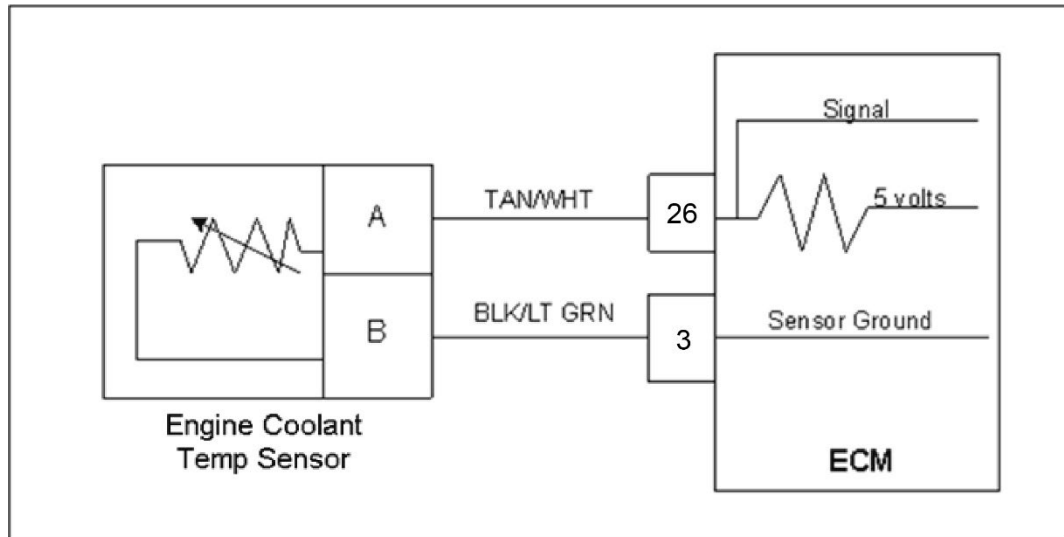 Signal
TAN/WHT
26
5 volts
A
BLK/LT GRN
3
Sensor Ground
B
Engine Coolant
Temp Sensor
ECM